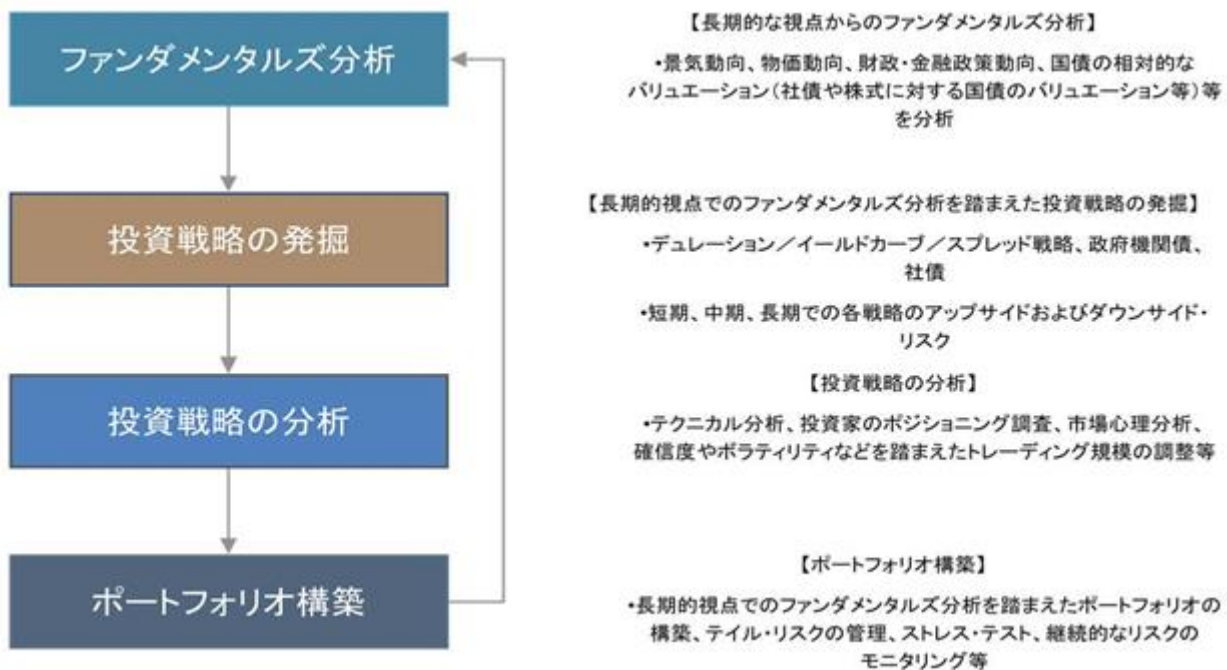 ファンダメンタルズ分析
【長期的な視点からのファンダメンタルズ分析】
•景気動向、物価動向、財政・金融政策動向、国債の相対的な
バリュエーション(社債や株式に対する国債のバリュエーション等)等
を分析
投資戦略の発掘
【長期的視点でのファンダメンタルズ分析を踏まえた投資戦略の発掘】
•デュレーション/イールドカーブ/スプレッド戦略、政府機関債、
社債
•短期、中期、長期での各戦略のアップサイドおよびダウンサイド・
リスク
投資戦略の分析
【投資戦略の分析】
•テクニカル分析、投資家のポジショニング調査、市場心理分析、
確信度やボラティリティなどを踏まえたトレーディング規模の調整等
ポートフォリオ構築
【ポートフォリオ構築】
•長期的視点でのファンダメンタルズ分析を踏まえたポートフォリオの
構築、テイル・リスクの管理、ストレス・テスト、継続的なリスクの
モニタリング等